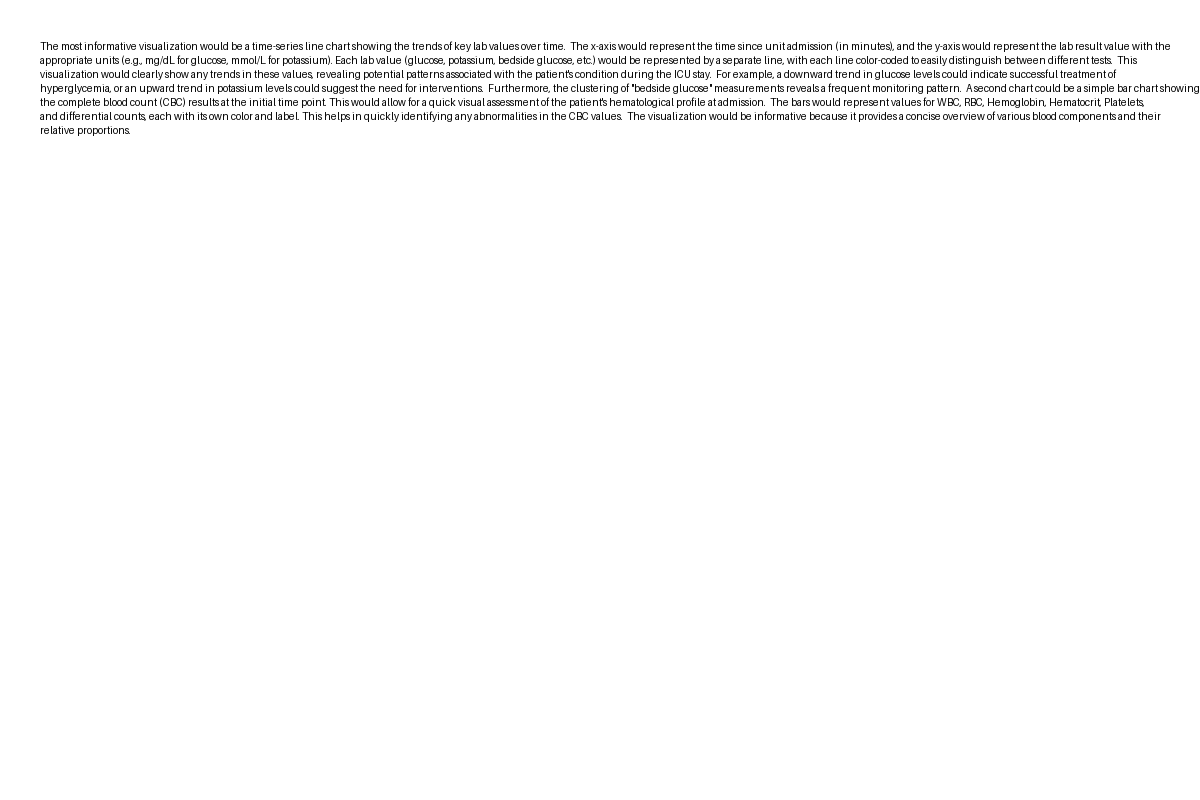 The most informative visualization would be a time-series line chart showing the trends of key lab values over time.  The x-axis would represent the time since unit admission (in minutes), and the y-axis would represent the lab result value with the
appropriate units (e.g., mg/dL for glucose, mmol/L for potassium). Each lab value (glucose, potassium, bedside glucose, etc.) would be represented by a separate line, with each line color-coded to easily distinguish between different tests.  This
visualization would clearly show any trends in these values, revealing potential patterns associated with the patient's condition during the ICU stay.  For example, a downward trend in glucose levels could indicate successful treatment of
hyperglycemia, or an upward trend in potassium levels could suggest the need for interventions.  Furthermore, the clustering of "bedside glucose" measurements reveals a frequent monitoring pattern.  A second chart could be a simple bar chart showing
the complete blood count (CBC) results at the initial time point. This would allow for a quick visual assessment of the patient's hematological profile at admission.  The bars would represent values for WBC, RBC, Hemoglobin, Hematocrit, Platelets,
and differential counts, each with its own color and label. This helps in quickly identifying any abnormalities in the CBC values.  The visualization would be informative because it provides a concise overview of various blood components and their
relative proportions.